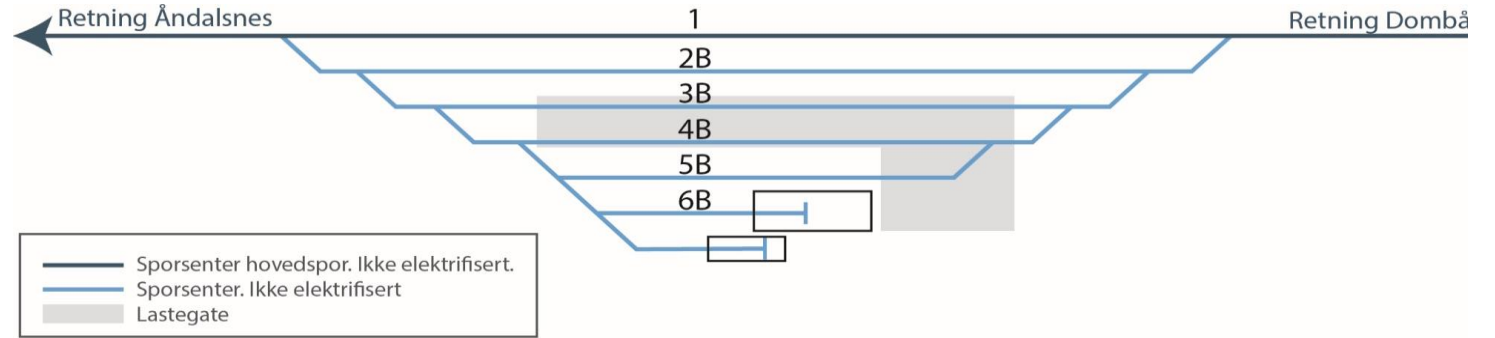 Retning Åndalsnes
1
Retning Dombå
2B
3B
4B
5B
6B
Sporsenter hovedspor. Ikke elektrifisert.
Sporsenter. Ikke elektrifisert
Lastegate